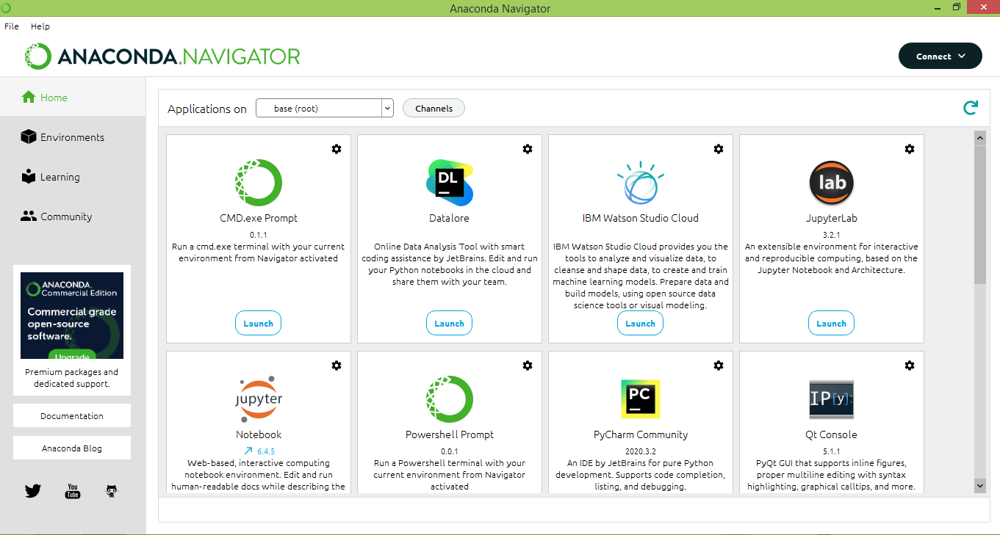 Anaconda Navigator
File Help
ANACONDA.NAVIGATOR
Connect
Home
Environments
Learning
Community
ANACONDA.
Commercial Edition
Commercial grade
open-source
software.
Upgrade
Premium packages and
dedicated support.
Documentation
Anaconda Blog
You
Tube
Applications on
base (root)
Channels
CMD.exe Prompt
0.1.1
Run a cmd.exe terminal with your current
environment from Navigator activated
Launch
DL
Datalore
Online Data Analysis Tool with smart
coding assistance by JetBrains. Edit and run
your Python notebooks in the cloud and
share them with your team.
Launch
IBM Watson Studio Cloud
IBM Watson Studio Cloud provides you the
tools to analyze and visualize data, to
cleanse and shape data, to create and train
machine learning models. Prepare data and
build models, using open source data
science tools or visual modeling.
Launch
lab
JupyterLab
3.2.1
An extensible environment for interactive
and reproducible computing, based on the
Jupyter Notebook and Architecture.
Launch
jupyter
Notebook
6.4.5
Web-based, interactive computing
notebook environment. Edit and run
human-readable docs while describing the
Powershell Prompt
0.0.1
Run a Powershell terminal with your
current environment from Navigator
activated
PC
PyCharm Community
2020.3.2
An IDE by JetBrains for pure Python
development. Supports code completion,
listing, and debugging.
IP[y]:
Qt Console
5.1.1
PyQt GUI that supports inline figures,
proper multiline editing with syntax
highlighting, graphical calltips, and more.